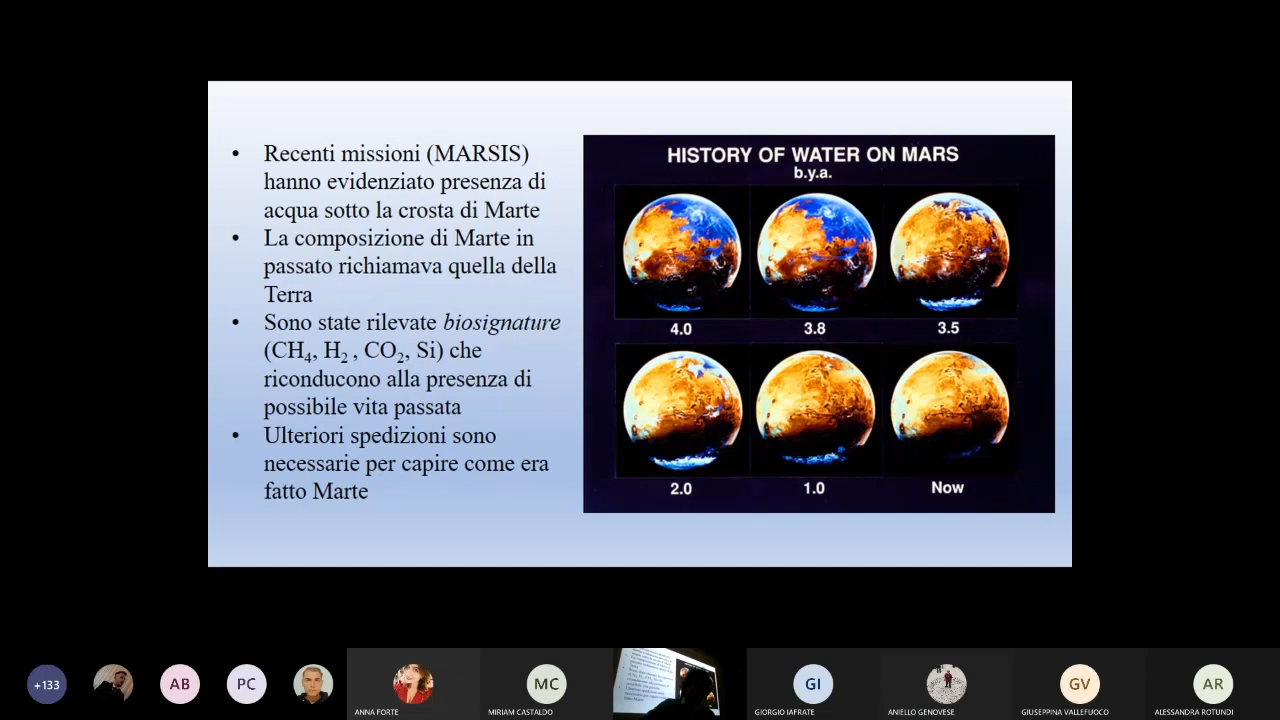 • Recenti missioni (MARSIS)
hanno evidenziato presenza di
acqua sotto la crosta di Marte
• La composizione di Marte in
passato richiamava quella della
Terra
• Sono state rilevate biosignature
(CH₄, H₂ , CO₂, Si) che
riconducono alla presenza di
possibile vita passata
• Ulteriori spedizioni sono
necessarie per capire come era
fatto Marte
HISTORY OF WATER ON MARS
b.y.a.
4.0 3.8 3.5
2.0 1.0 Now
+133 AB PC MC GI GV AR
ANNA FORTE MIRIAM CASTALDO GIORGIO IAFRATE ANIELLO GENOVESE GIUSEPPINA VALLEFUOCO ALESSANDRA ROTUNDI